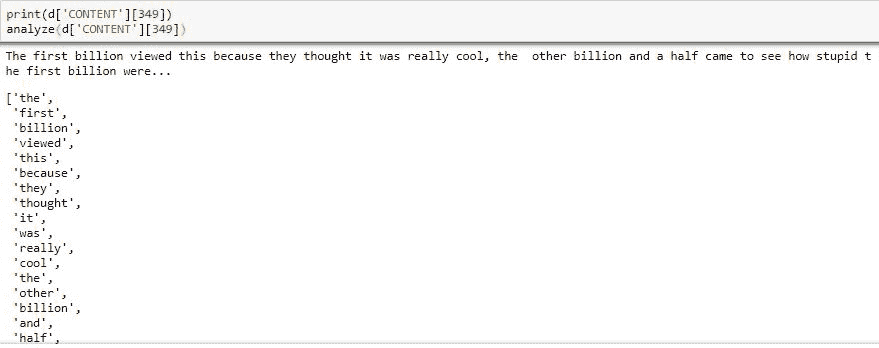 print(d['CONTENT'][349])
analyze(d['CONTENT'][349])
The first billion viewed this because they thought it was really cool, the  other billion and a half came to see how stupid t
he first billion were...
['the',
'first',
'billion',
'viewed',
'this',
'because',
'they',
'thought',
'it',
'was',
'really',
'cool',
'the',
'other',
'billion',
'and',
'half',